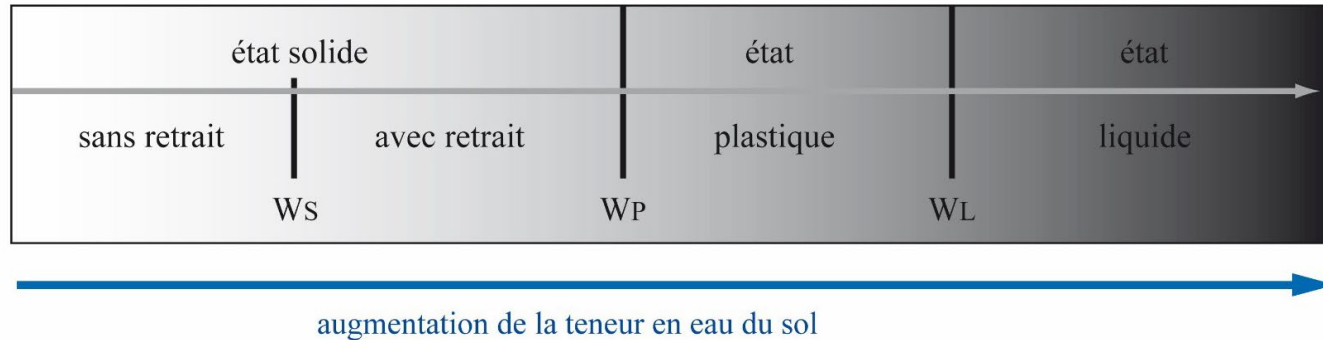 état solide
état
état
sans retrait
avec retrait
plastique
liquide
WS
WP
WL
augmentation de la teneur en eau du sol